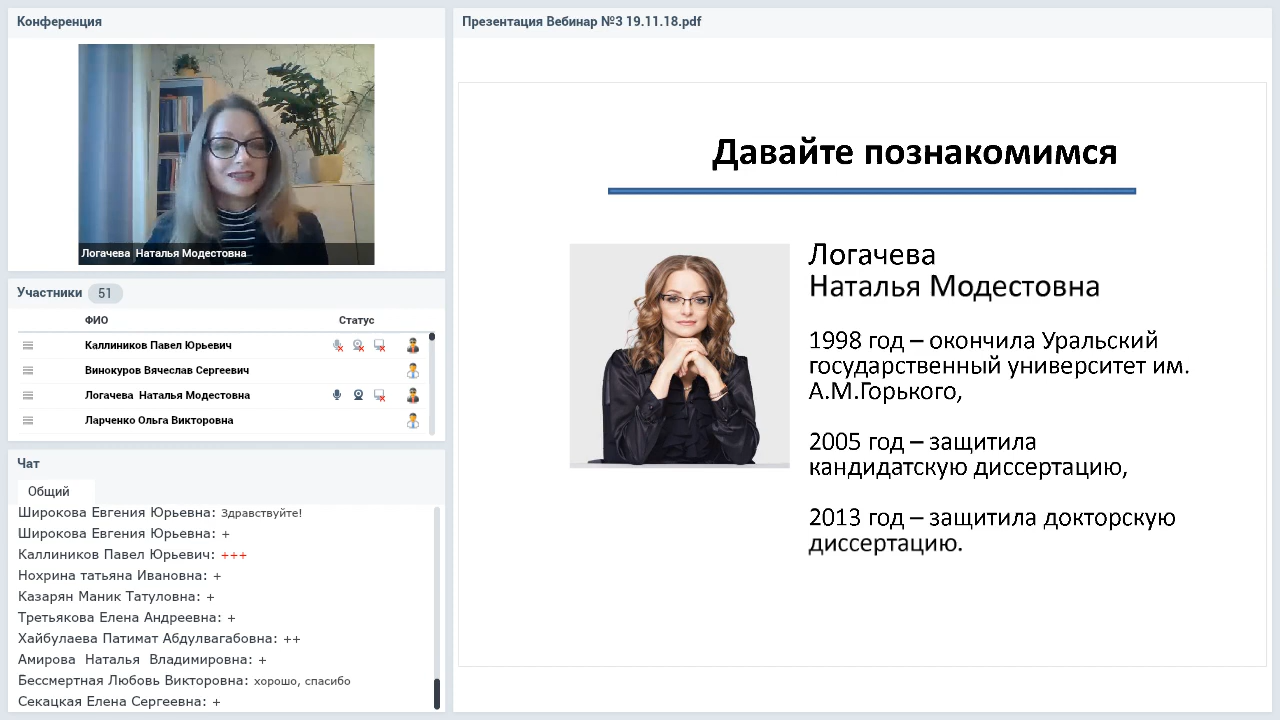 Конференция
Логачева  Наталья Модестовна
Участники 51
ФИО Статус
Каллиников Павел Юрьевич
Винокуров Вячеслав Сергеевич
Логачева  Наталья Модестовна
Ларченко Ольга Викторовна
Чат
Общий
Широкова Евгения Юрьевна: Здравствуйте!
Широкова Евгения Юрьевна: +
Каллиников Павел Юрьевич: +++
Нохрина татьяна Ивановна: +
Казарян Маник Татуловна: +
Третьякова Елена Андреевна: +
Хайбулаева Патимат Абдулвагабовна: ++
Амирова  Наталья  Владимировна: +
Бессмертная Любовь Викторовна: хорошо, спасибо
Секацкая Елена Сергеевна: +
Презентация Вебинар №3 19.11.18.pdf
Давайте познакомимся
Логачева
Наталья Модестовна
1998 год – окончила Уральский
государственный университет им.
А.М.Горького,
2005 год – защитила
кандидатскую диссертацию,
2013 год – защитила докторскую
диссертацию.